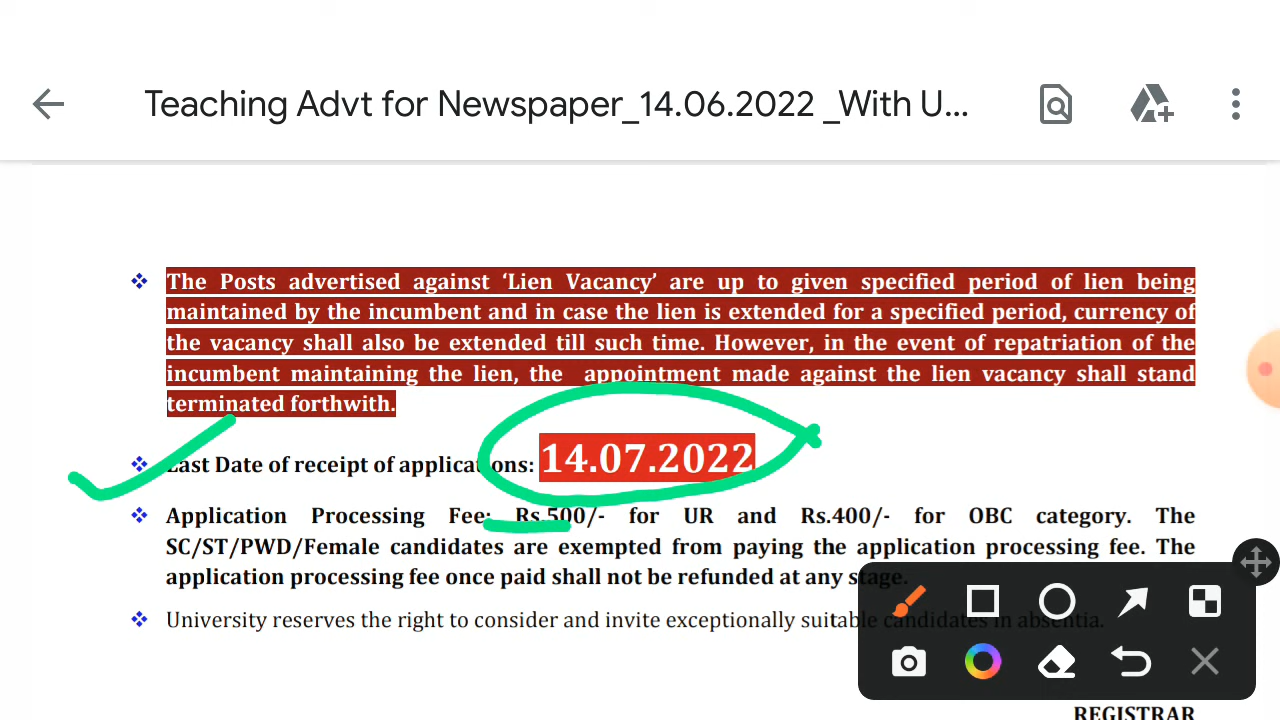 Teaching Advt for Newspaper_14.06.2022 _With U...
❖ The Posts advertised against ‘Lien Vacancy’ are up to given specified period of lien being
maintained by the incumbent and in case the lien is extended for a specified period, currency of
the vacancy shall also be extended till such time. However, in the event of repatriation of the
incumbent maintaining the lien, the appointment made against the lien vacancy shall stand
terminated forthwith.
❖ Last Date of receipt of applications: 14.07.2022
❖ Application Processing Fee: Rs.500/- for UR and Rs.400/- for OBC category. The
SC/ST/PWD/Female candidates are exempted from paying the application processing fee. The
application processing fee once paid shall not be refunded at any stage.
❖ University reserves the right to consider and invite exceptionally suitable candidates in absentia.
REGISTRAR